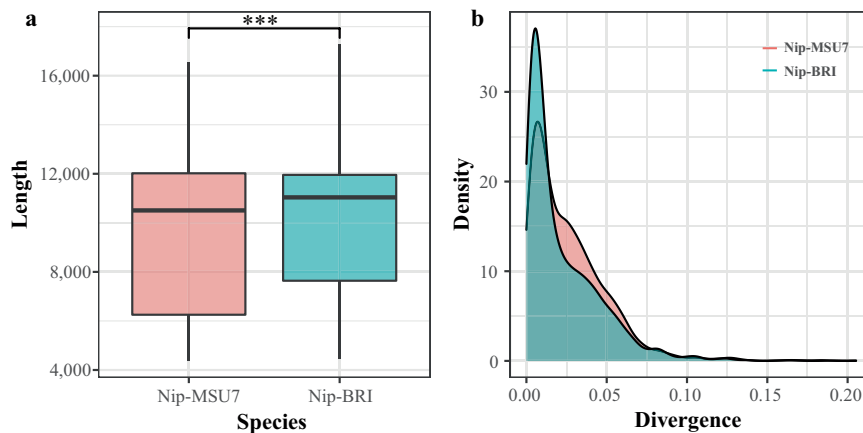 a
***
16,000
12,000
8,000
4,000
Length
Nip-MSU7
Nip-BRI
Species
b
Nip-MSU7
Nip-BRI
30
20
10
0
Density
0.00
0.05
0.10
0.15
0.20
Divergence